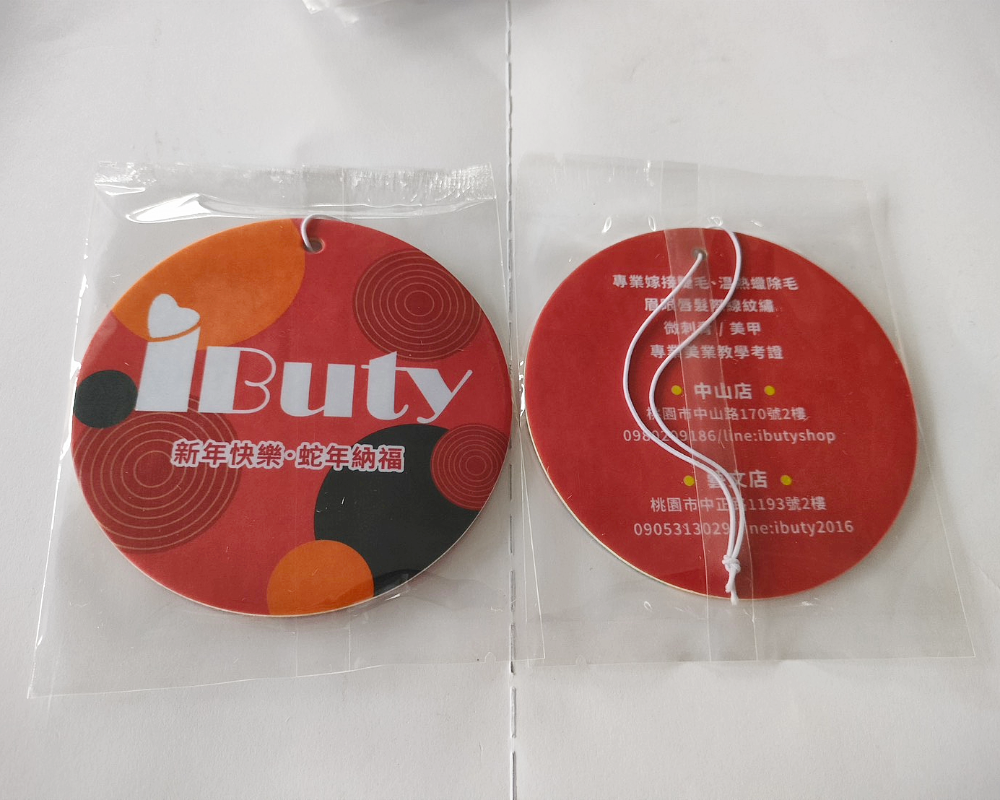 iButy
新年快樂·蛇年納福
專業嫁接睫毛、溫熱蠟除毛
眉眼唇髮際線紋繡
微刺青 / 美甲
專業美業教學考證
中山店
桃園市中山路170號2樓
/line:ibutyshop
藝文店
桃園市中正路1193號2樓
0905313029 line:ibuty2016